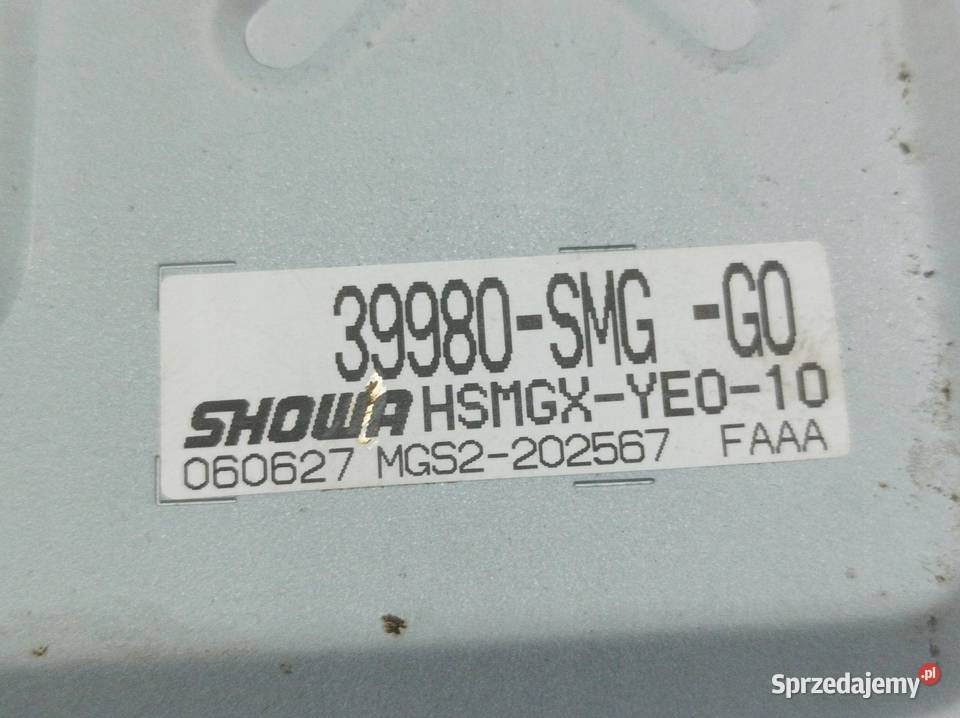 39980-SMG -G0
SHOWA HSMGX-YE0-10
060627 MGS2-202567 FAAA
Sprzedajemy.pl